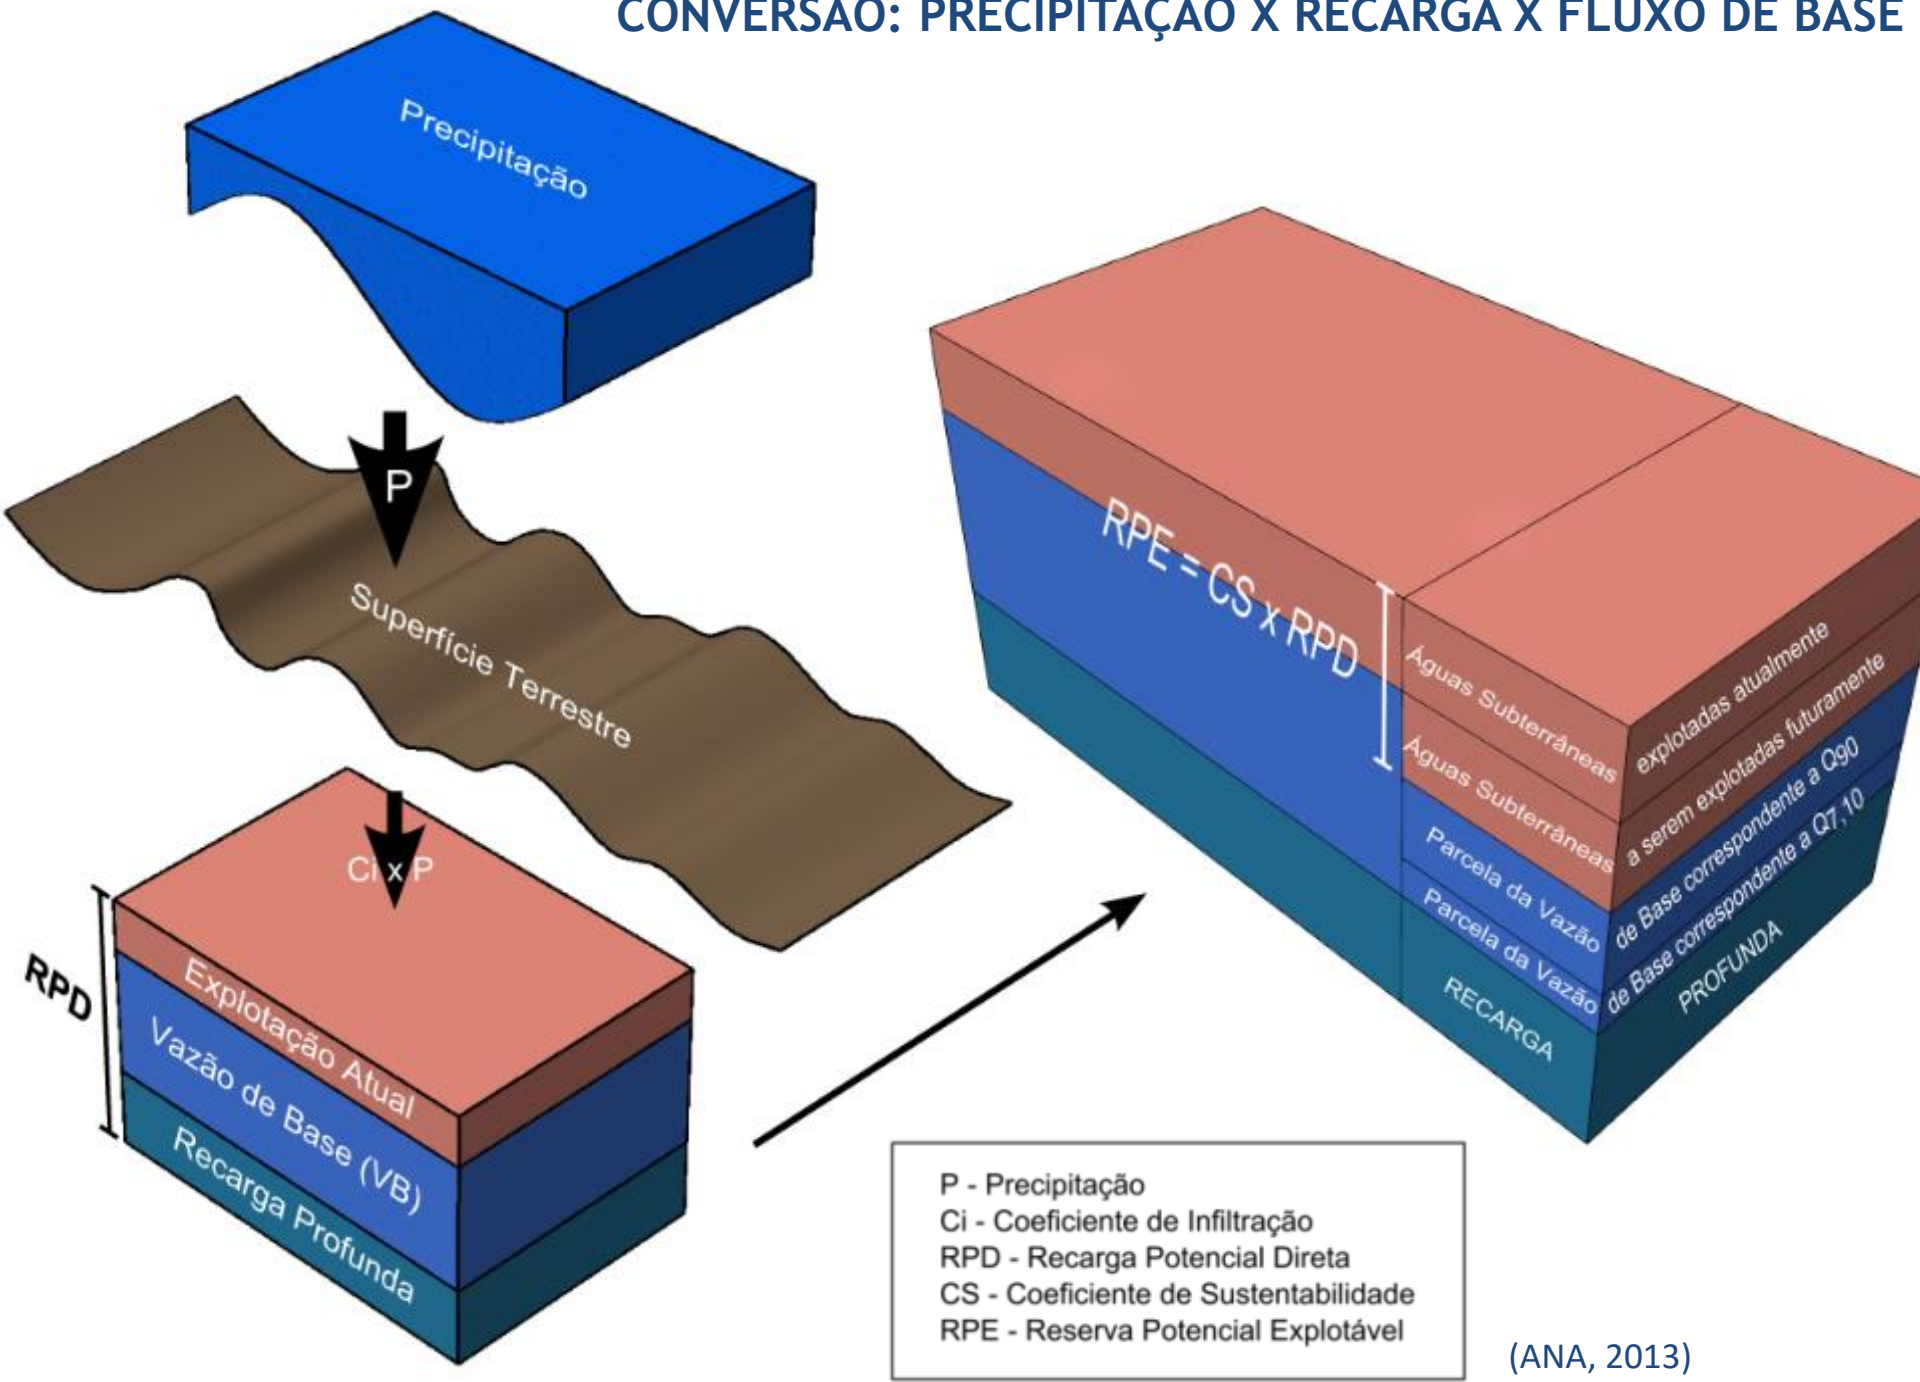 CONVERSÃO: PRECIPITAÇÃO X RECARGA X FLUXO DE BASE
Precipitação
P
Superfície Terrestre
Ci x P
RPD
Explotação Atual
Vazão de Base (VB)
Recarga Profunda
RPE = CS x RPD
Águas Subterrâneas explotadas atualmente
Águas Subterrâneas a serem explotadas futuramente
Parcela da Vazão de Base correspondente a Q90
Parcela da Vazão de Base correspondente a Q7,10
RECARGA PROFUNDA
P - Precipitação
Ci - Coeficiente de Infiltração
RPD - Recarga Potencial Direta
CS - Coeficiente de Sustentabilidade
RPE - Reserva Potencial Explotável
(ANA, 2013)